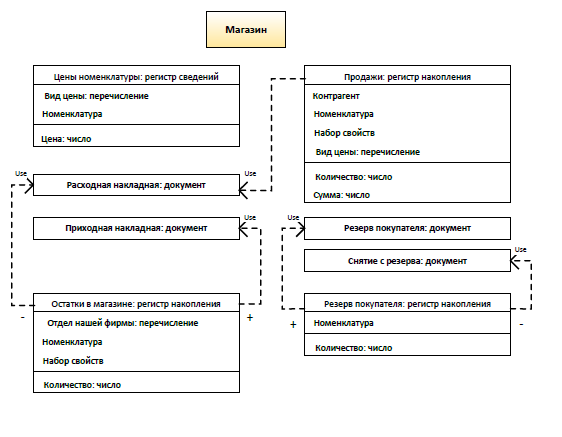 Магазин
Цены номенклатуры: регистр сведений
Вид цены: перечисление
Номенклатура
Цена: число
Продажи: регистр накопления
Контрагент
Номенклатура
Набор свойств
Вид цены: перечисление
Количество: число
Сумма: число
Use
Расходная накладная: документ
Use
Приходная накладная: документ
Use
Use
Резерв покупателя: документ
Снятие с резерва: документ
Use
Остатки в магазине: регистр накопления
-
+
Отдел нашей фирмы: перечисление
Номенклатура
Набор свойств
Количество: число
Резерв покупателя: регистр накопления
+
-
Номенклатура
Количество: число